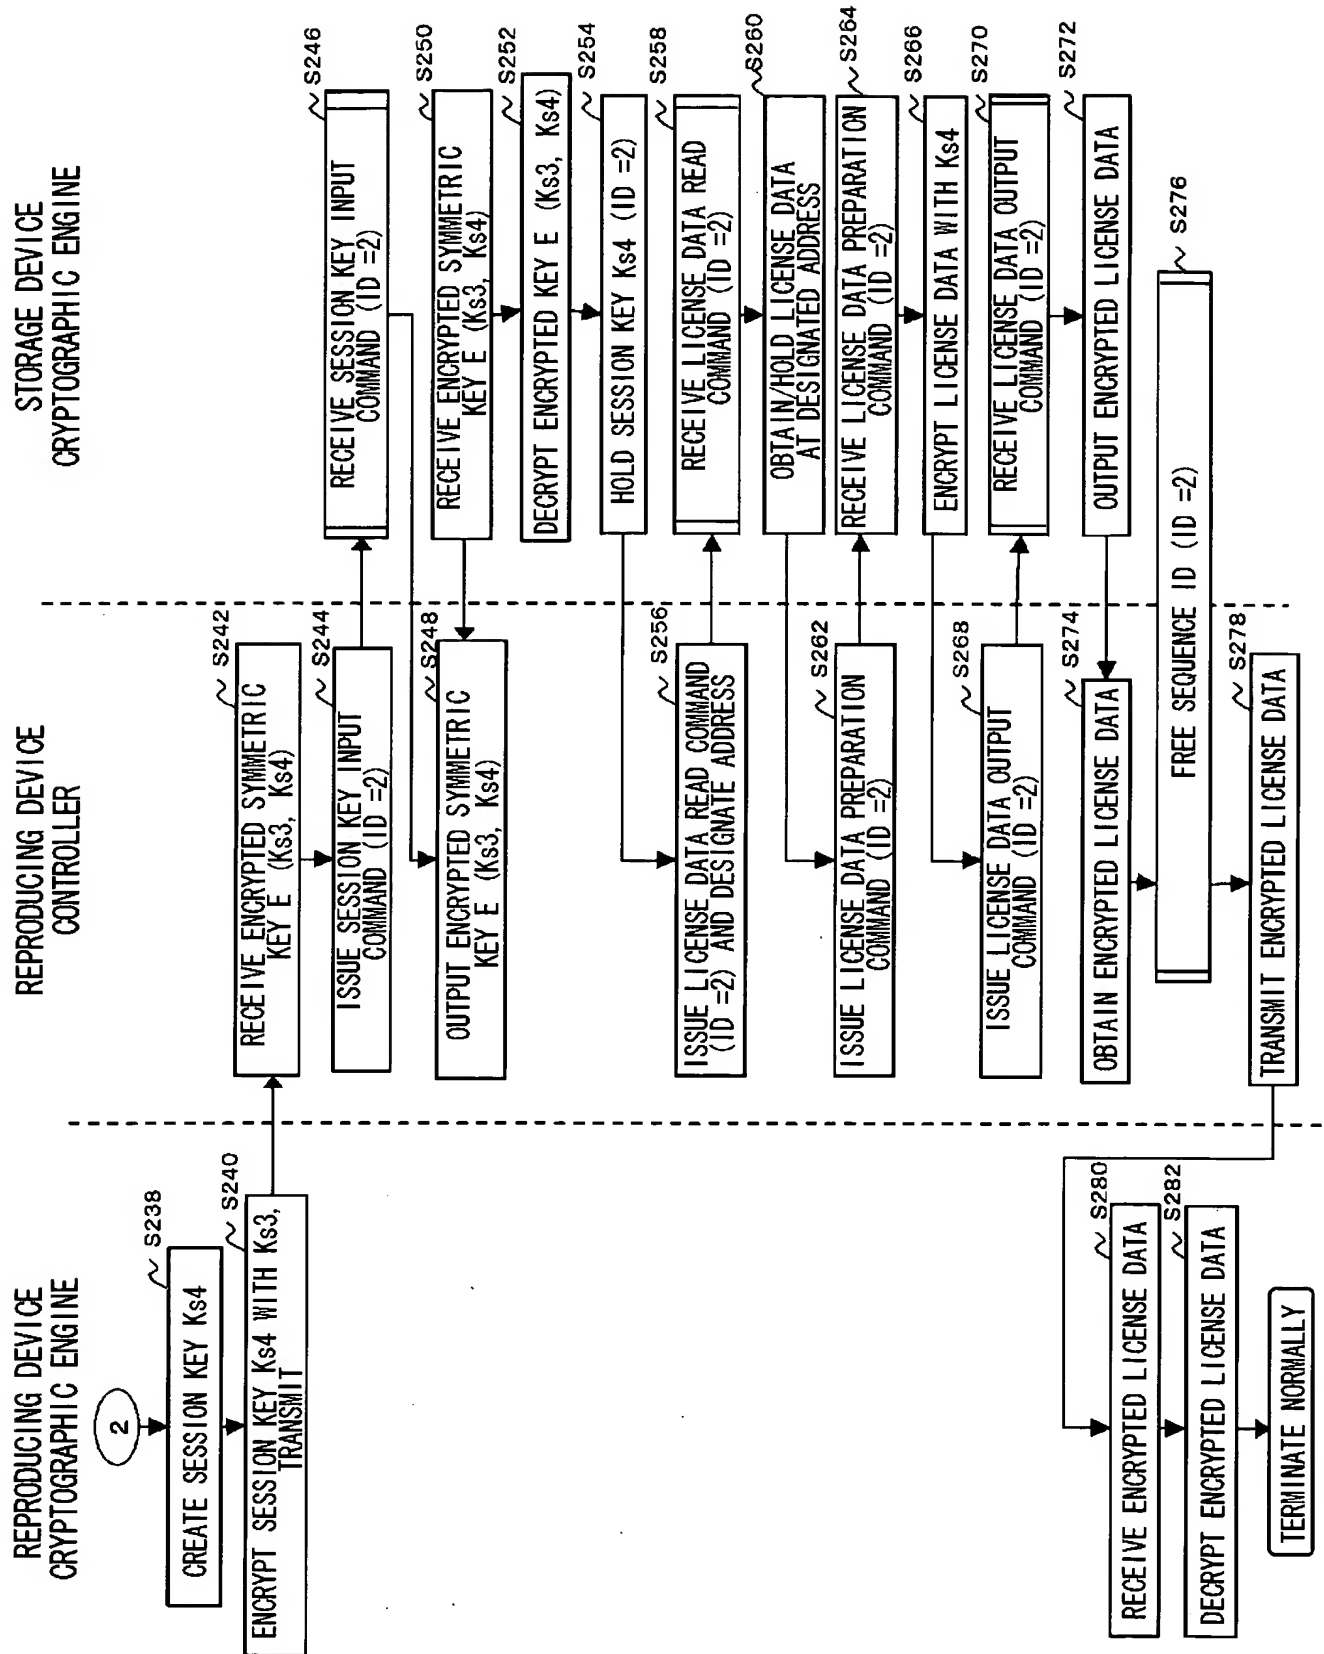 REPRODUCING DEVICE
CRYPTOGRAPHIC ENGINE
REPRODUCING DEVICE
CONTROLLER
STORAGE DEVICE
CRYPTOGRAPHIC ENGINE
2
S238
CREATE SESSION KEY Ks4
S240
ENCRYPT SESSION KEY Ks4 WITH Ks3,
TRANSMIT
S242
RECEIVE ENCRYPTED SYMMETRIC
KEY E (Ks3, Ks4)
S244
ISSUE SESSION KEY INPUT
COMMAND (ID =2)
S246
RECEIVE SESSION KEY INPUT
COMMAND (ID =2)
S248
OUTPUT ENCRYPTED SYMMETRIC
KEY E (Ks3, Ks4)
S250
RECEIVE ENCRYPTED SYMMETRIC
KEY E (Ks3, Ks4)
S252
DECRYPT ENCRYPTED KEY E (Ks3, Ks4)
S254
HOLD SESSION KEY Ks4 (ID =2)
S256
ISSUE LICENSE DATA READ COMMAND
(ID =2) AND DESIGNATE ADDRESS
S258
RECEIVE LICENSE DATA READ
COMMAND (ID =2)
S260
OBTAIN/HOLD LICENSE DATA
AT DESIGNATED ADDRESS
S262
ISSUE LICENSE DATA PREPARATION
COMMAND (ID =2)
S264
RECEIVE LICENSE DATA PREPARATION
COMMAND (ID =2)
S266
ENCRYPT LICENSE DATA WITH Ks4
S268
ISSUE LICENSE DATA OUTPUT
COMMAND (ID =2)
S270
RECEIVE LICENSE DATA OUTPUT
COMMAND (ID =2)
S272
OUTPUT ENCRYPTED LICENSE DATA
S274
OBTAIN ENCRYPTED LICENSE DATA
S276
FREE SEQUENCE ID (ID =2)
S278
TRANSMIT ENCRYPTED LICENSE DATA
S280
RECEIVE ENCRYPTED LICENSE DATA
S282
DECRYPT ENCRYPTED LICENSE DATA
TERMINATE NORMALLY